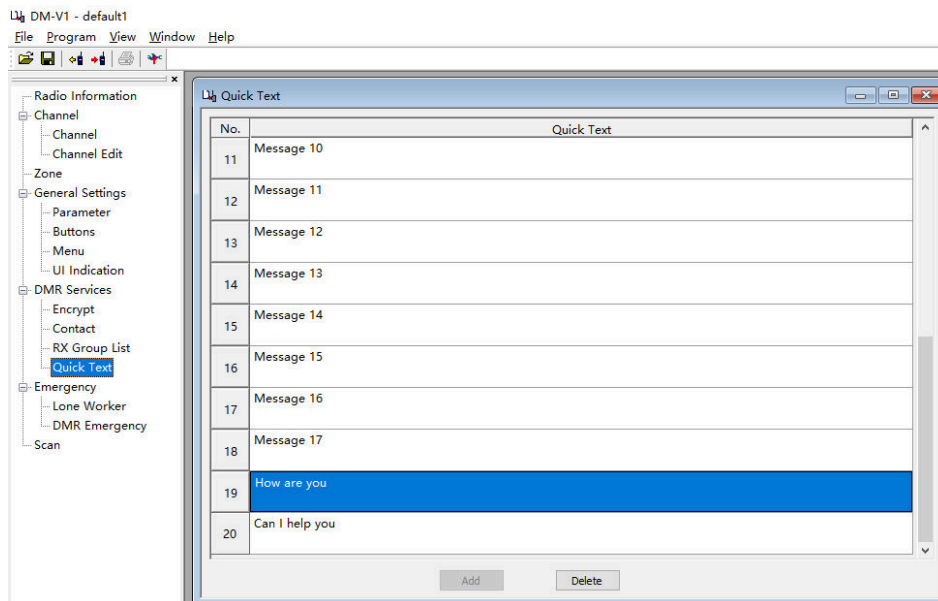 DM-V1 - default1
File Program View Window Help
Radio Information
Channel
Channel
Channel Edit
Zone
General Settings
Parameter
Buttons
Menu
UI Indication
DMR Services
Encrypt
Contact
RX Group List
Quick Text
Emergency
Lone Worker
DMR Emergency
Scan
Quick Text
No. Quick Text
11 Message 10
12 Message 11
13 Message 12
14 Message 13
15 Message 14
16 Message 15
17 Message 16
18 Message 17
19 How are you
20 Can I help you
Add Delete